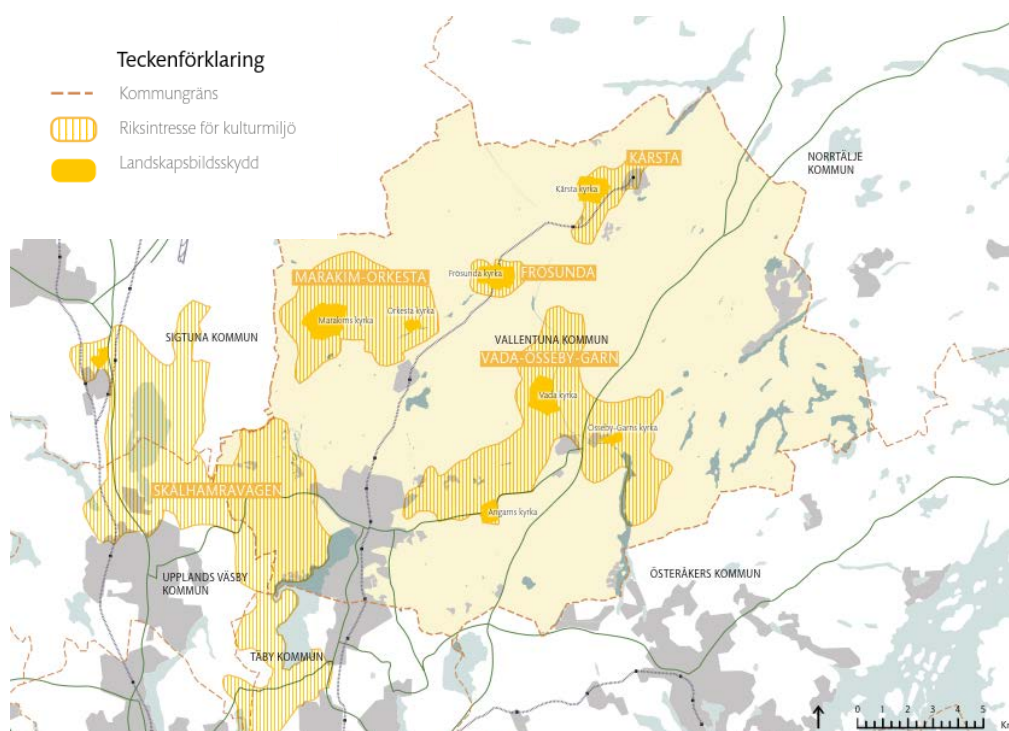 Teckenförklaring
Kommungräns
Riksintresse för kulturmiljö
Landskapsbildsskydd
KÅRSTA
NORRTÄLJE
KOMMUN
Kårsta kyrka
MARAKIM-ORKESTA
Frösunda kyrka
FRÖSUNDA
Orkesta kyrka
Marakims kyrka
SIGTUNA KOMMUN
VALLENTUNA KOMMUN
VADA-ÖSSEBY-GARN
Vada kyrka
Össeby-Garns kyrka
SKÅLHAMRAVÄGEN
Angarns kyrka
UPPLANDS VÄSBY
KOMMUN
ÖSTERÅKERS KOMMUN
TÄBY KOMMUN
0 1 2 3 4 5